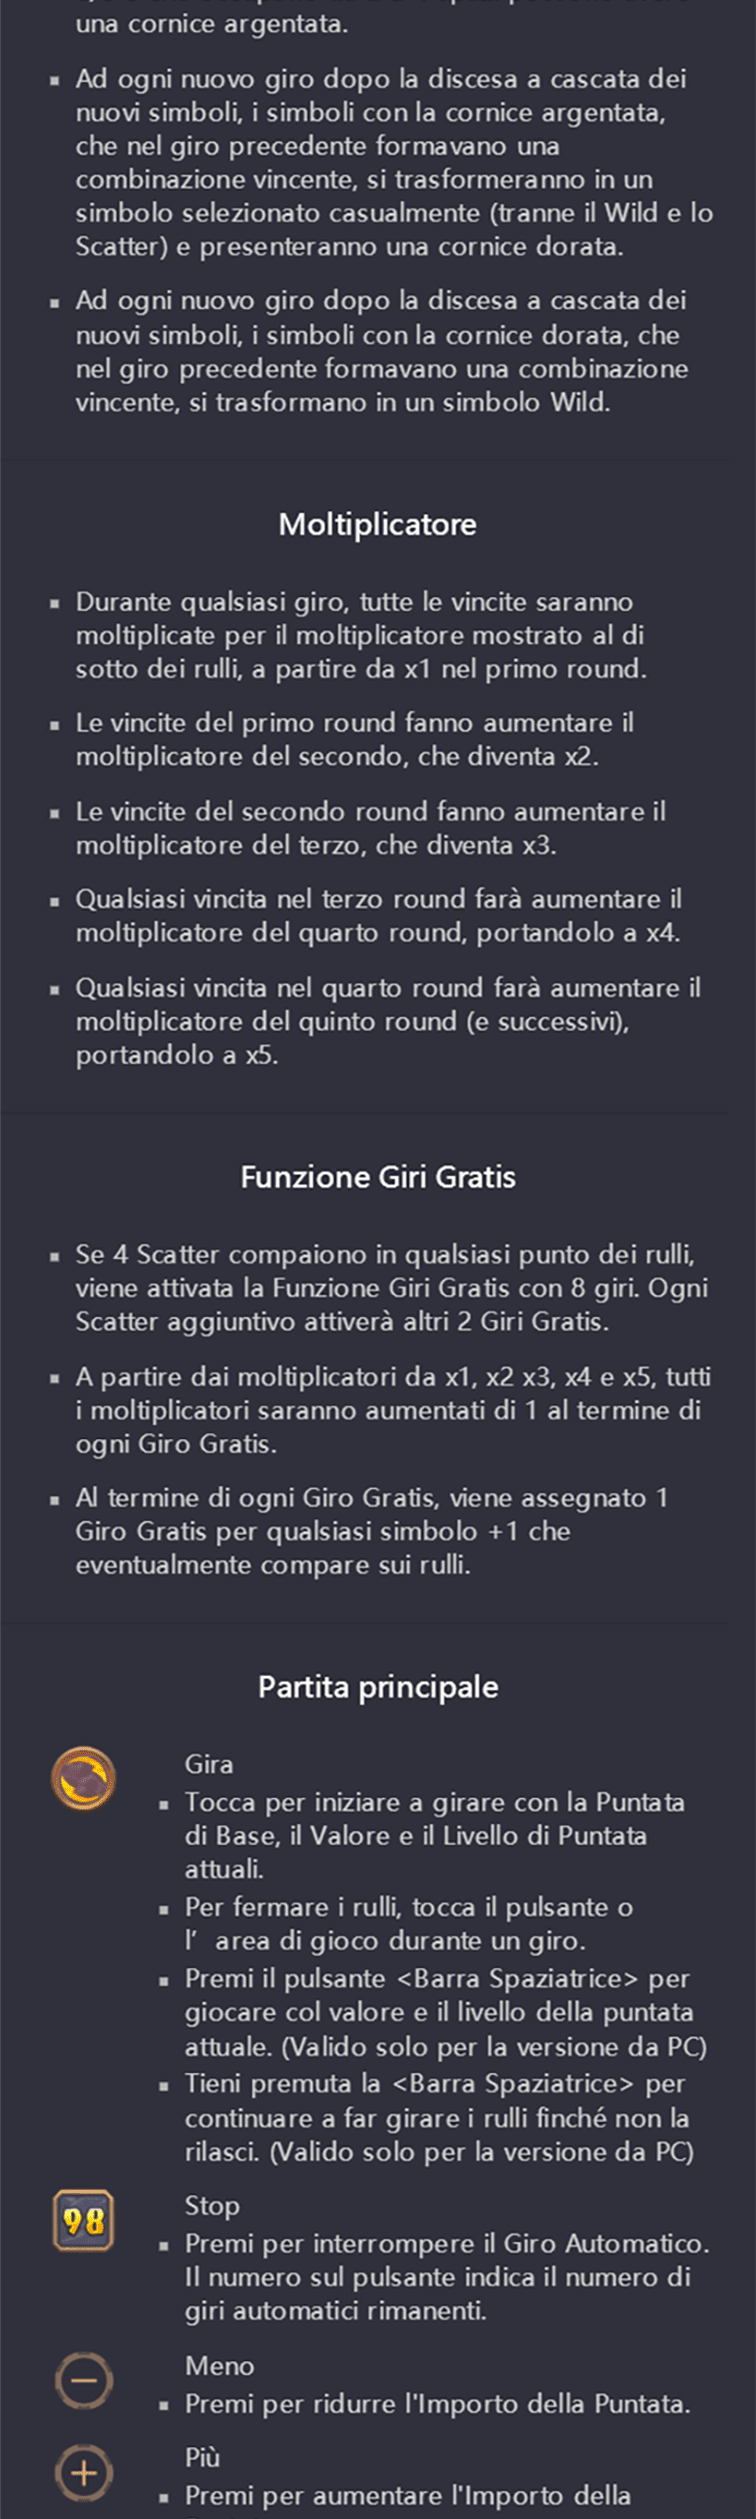 una cornice argentata.
Ad ogni nuovo giro dopo la discesa a cascata dei
nuovi simboli, i simboli con la cornice argentata,
che nel giro precedente formavano una
combinazione vincente, si trasformeranno in un
simbolo selezionato casualmente (tranne il Wild e lo
Scatter) e presenteranno una cornice dorata.
Ad ogni nuovo giro dopo la discesa a cascata dei
nuovi simboli, i simboli con la cornice dorata, che
nel giro precedente formavano una combinazione
vincente, si trasformano in un simbolo Wild.
Moltiplicatore
Durante qualsiasi giro, tutte le vincite saranno
moltiplicate per il moltiplicatore mostrato al di
sotto dei rulli, a partire da x1 nel primo round.
Le vincite del primo round fanno aumentare il
moltiplicatore del secondo, che diventa x2.
Le vincite del secondo round fanno aumentare il
moltiplicatore del terzo, che diventa x3.
Qualsiasi vincita nel terzo round farà aumentare il
moltiplicatore del quarto round, portandolo a x4.
Qualsiasi vincita nel quarto round farà aumentare il
moltiplicatore del quinto round (e successivi),
portandolo a x5.
Funzione Giri Gratis
Se 4 Scatter compaiono in qualsiasi punto dei rulli,
viene attivata la Funzione Giri Gratis con 8 giri. Ogni
Scatter aggiuntivo attiverà altri 2 Giri Gratis.
A partire dai moltiplicatori da x1, x2 x3, x4 e x5, tutti
i moltiplicatori saranno aumentati di 1 al termine di
ogni Giro Gratis.
Al termine di ogni Giro Gratis, viene assegnato 1
Giro Gratis per qualsiasi simbolo +1 che
eventualmente compare sui rulli.
Partita principale
Gira
Tocca per iniziare a girare con la Puntata
di Base, il Valore e il Livello di Puntata
attuali.
Per fermare i rulli, tocca il pulsante o
l’ area di gioco durante un giro.
Premi il pulsante <Barra Spaziatrice> per
giocare col valore e il livello della puntata
attuale. (Valido solo per la versione da PC)
Tieni premuta la <Barra Spaziatrice> per
continuare a far girare i rulli finché non la
rilasci. (Valido solo per la versione da PC)
98
Stop
Premi per interrompere il Giro Automatico.
Il numero sul pulsante indica il numero di
giri automatici rimanenti.
Meno
Premi per ridurre l'Importo della Puntata.
Più
Premi per aumentare l'Importo della